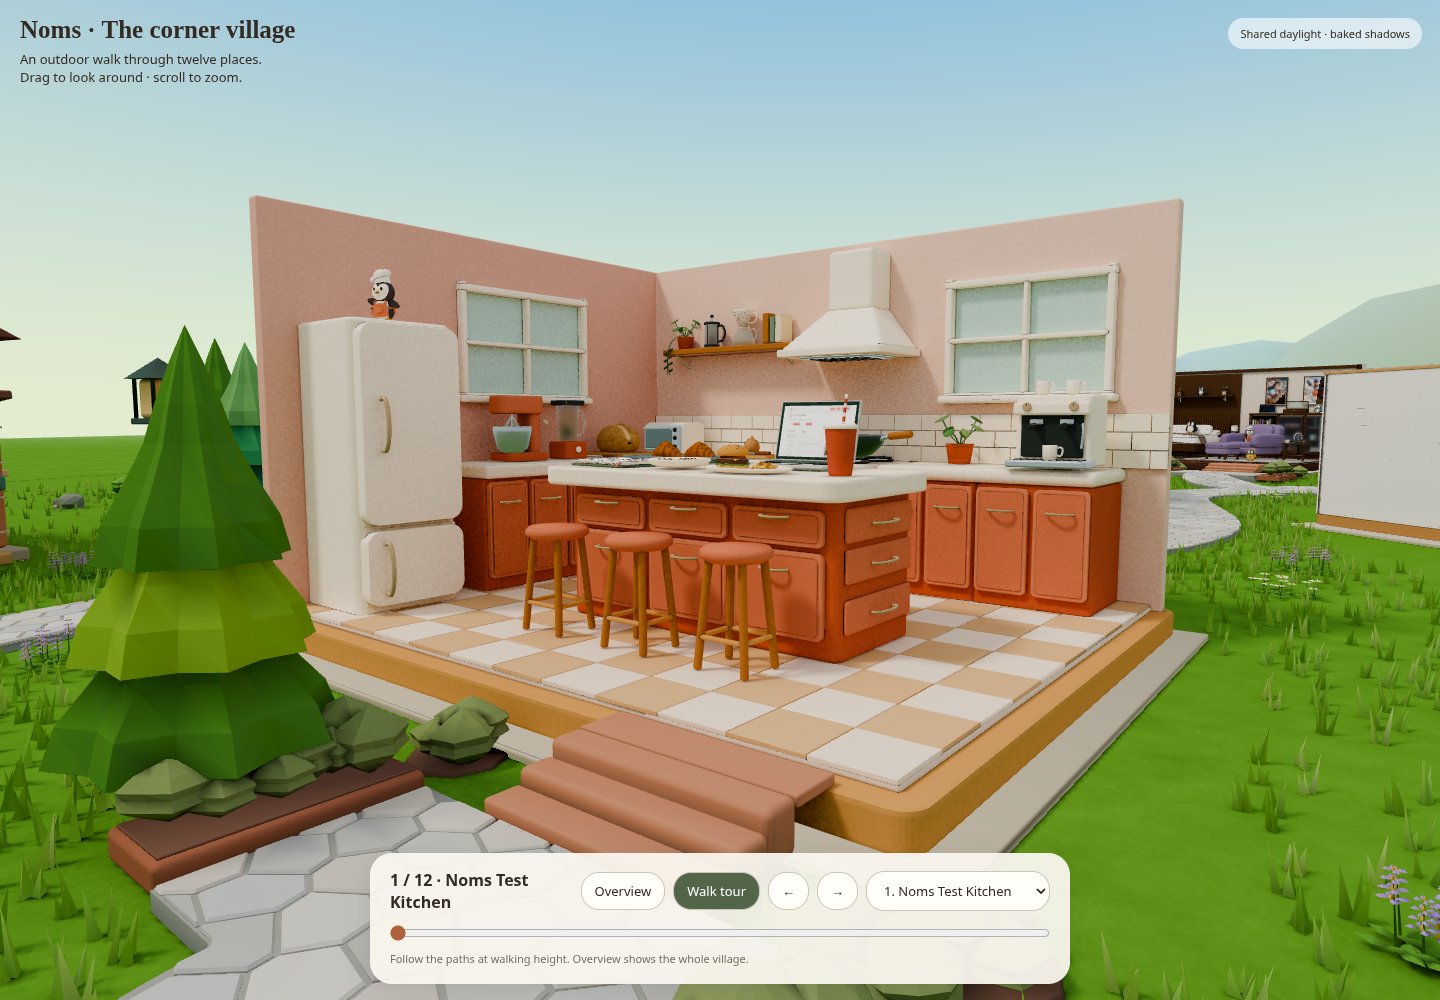 Noms · The corner village
An outdoor walk through twelve places.
Drag to look around · scroll to zoom.
Shared daylight · baked shadows
1 / 12 · Noms Test
Kitchen
Overview
Walk tour
←
→
1. Noms Test Kitchen
Follow the paths at walking height. Overview shows the whole village.